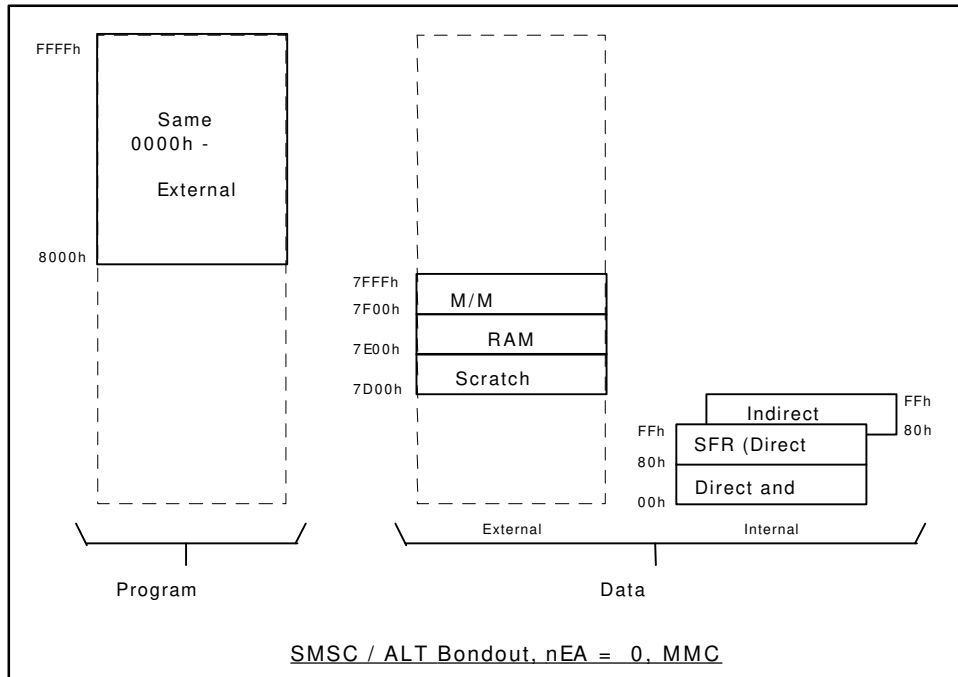 FFFFh
Same
0000h -
External
8000h
7FFFh
M/M
7F00h
RAM
7E00h
Scratch
7D00h
Indirect
FFh
80h
FFh
SFR (Direct
80h
Direct and
00h
External
Internal
Program
Data
SMSC / ALT Bondout, nEA = 0, MMC